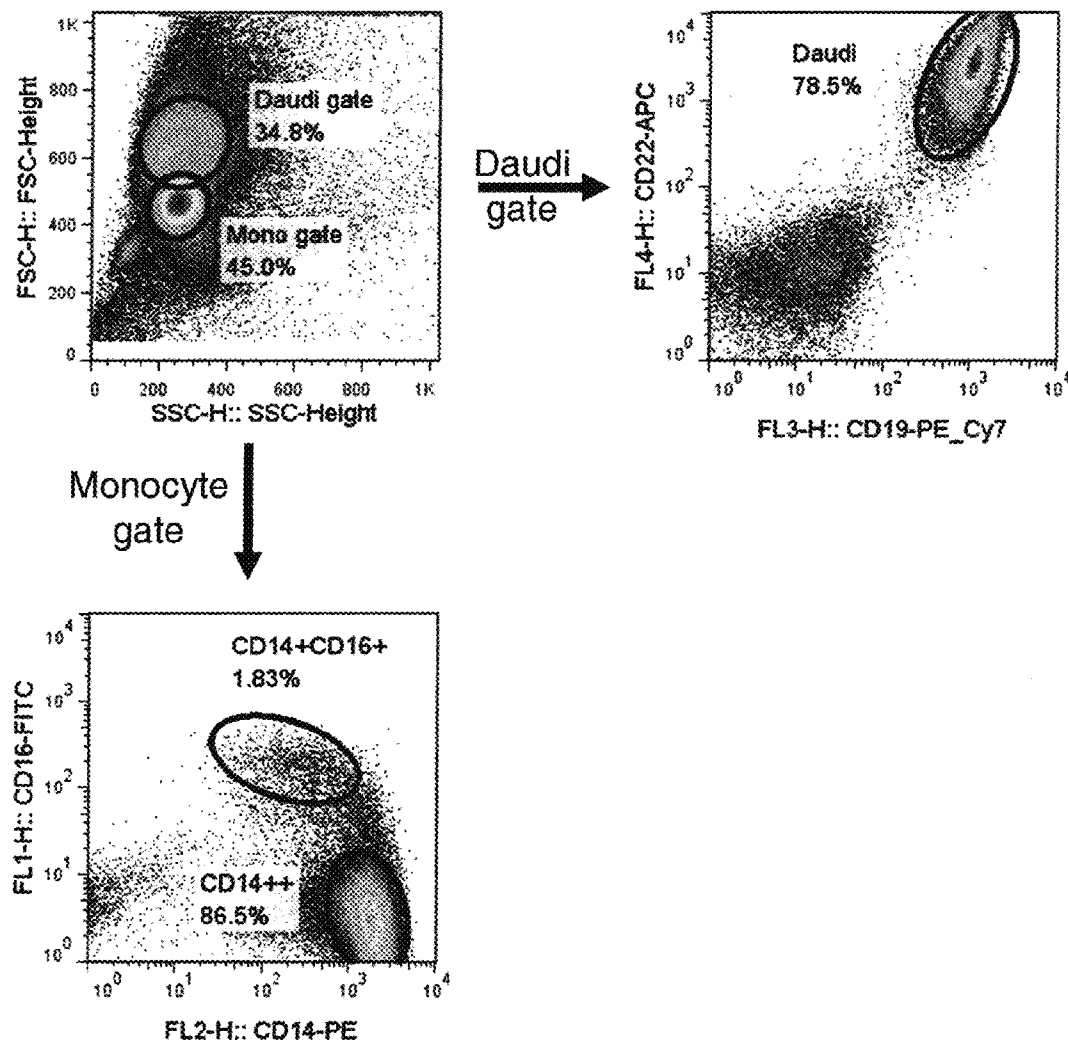 1K
800
600
400
200
0
FSC-H:: FSC-Height
Daudi gate
34.8%
Mono gate
45.0%
0 200 400 600 800 1K
SSC-H:: SSC-Height
Daudi
gate
10^4
10^3
10^2
10^1
10^0
FL4-H:: CD22-APC
Daudi
78.5%
10^0 10^1 10^2 10^3 10^4
FL3-H:: CD19-PE_Cy7
Monocyte
gate
10^4
10^3
10^2
10^1
10^0
FL1-H:: CD16-FITC
CD14+CD16+
1.83%
CD14++
86.5%
10^0 10^1 10^2 10^3 10^4
FL2-H:: CD14-PE